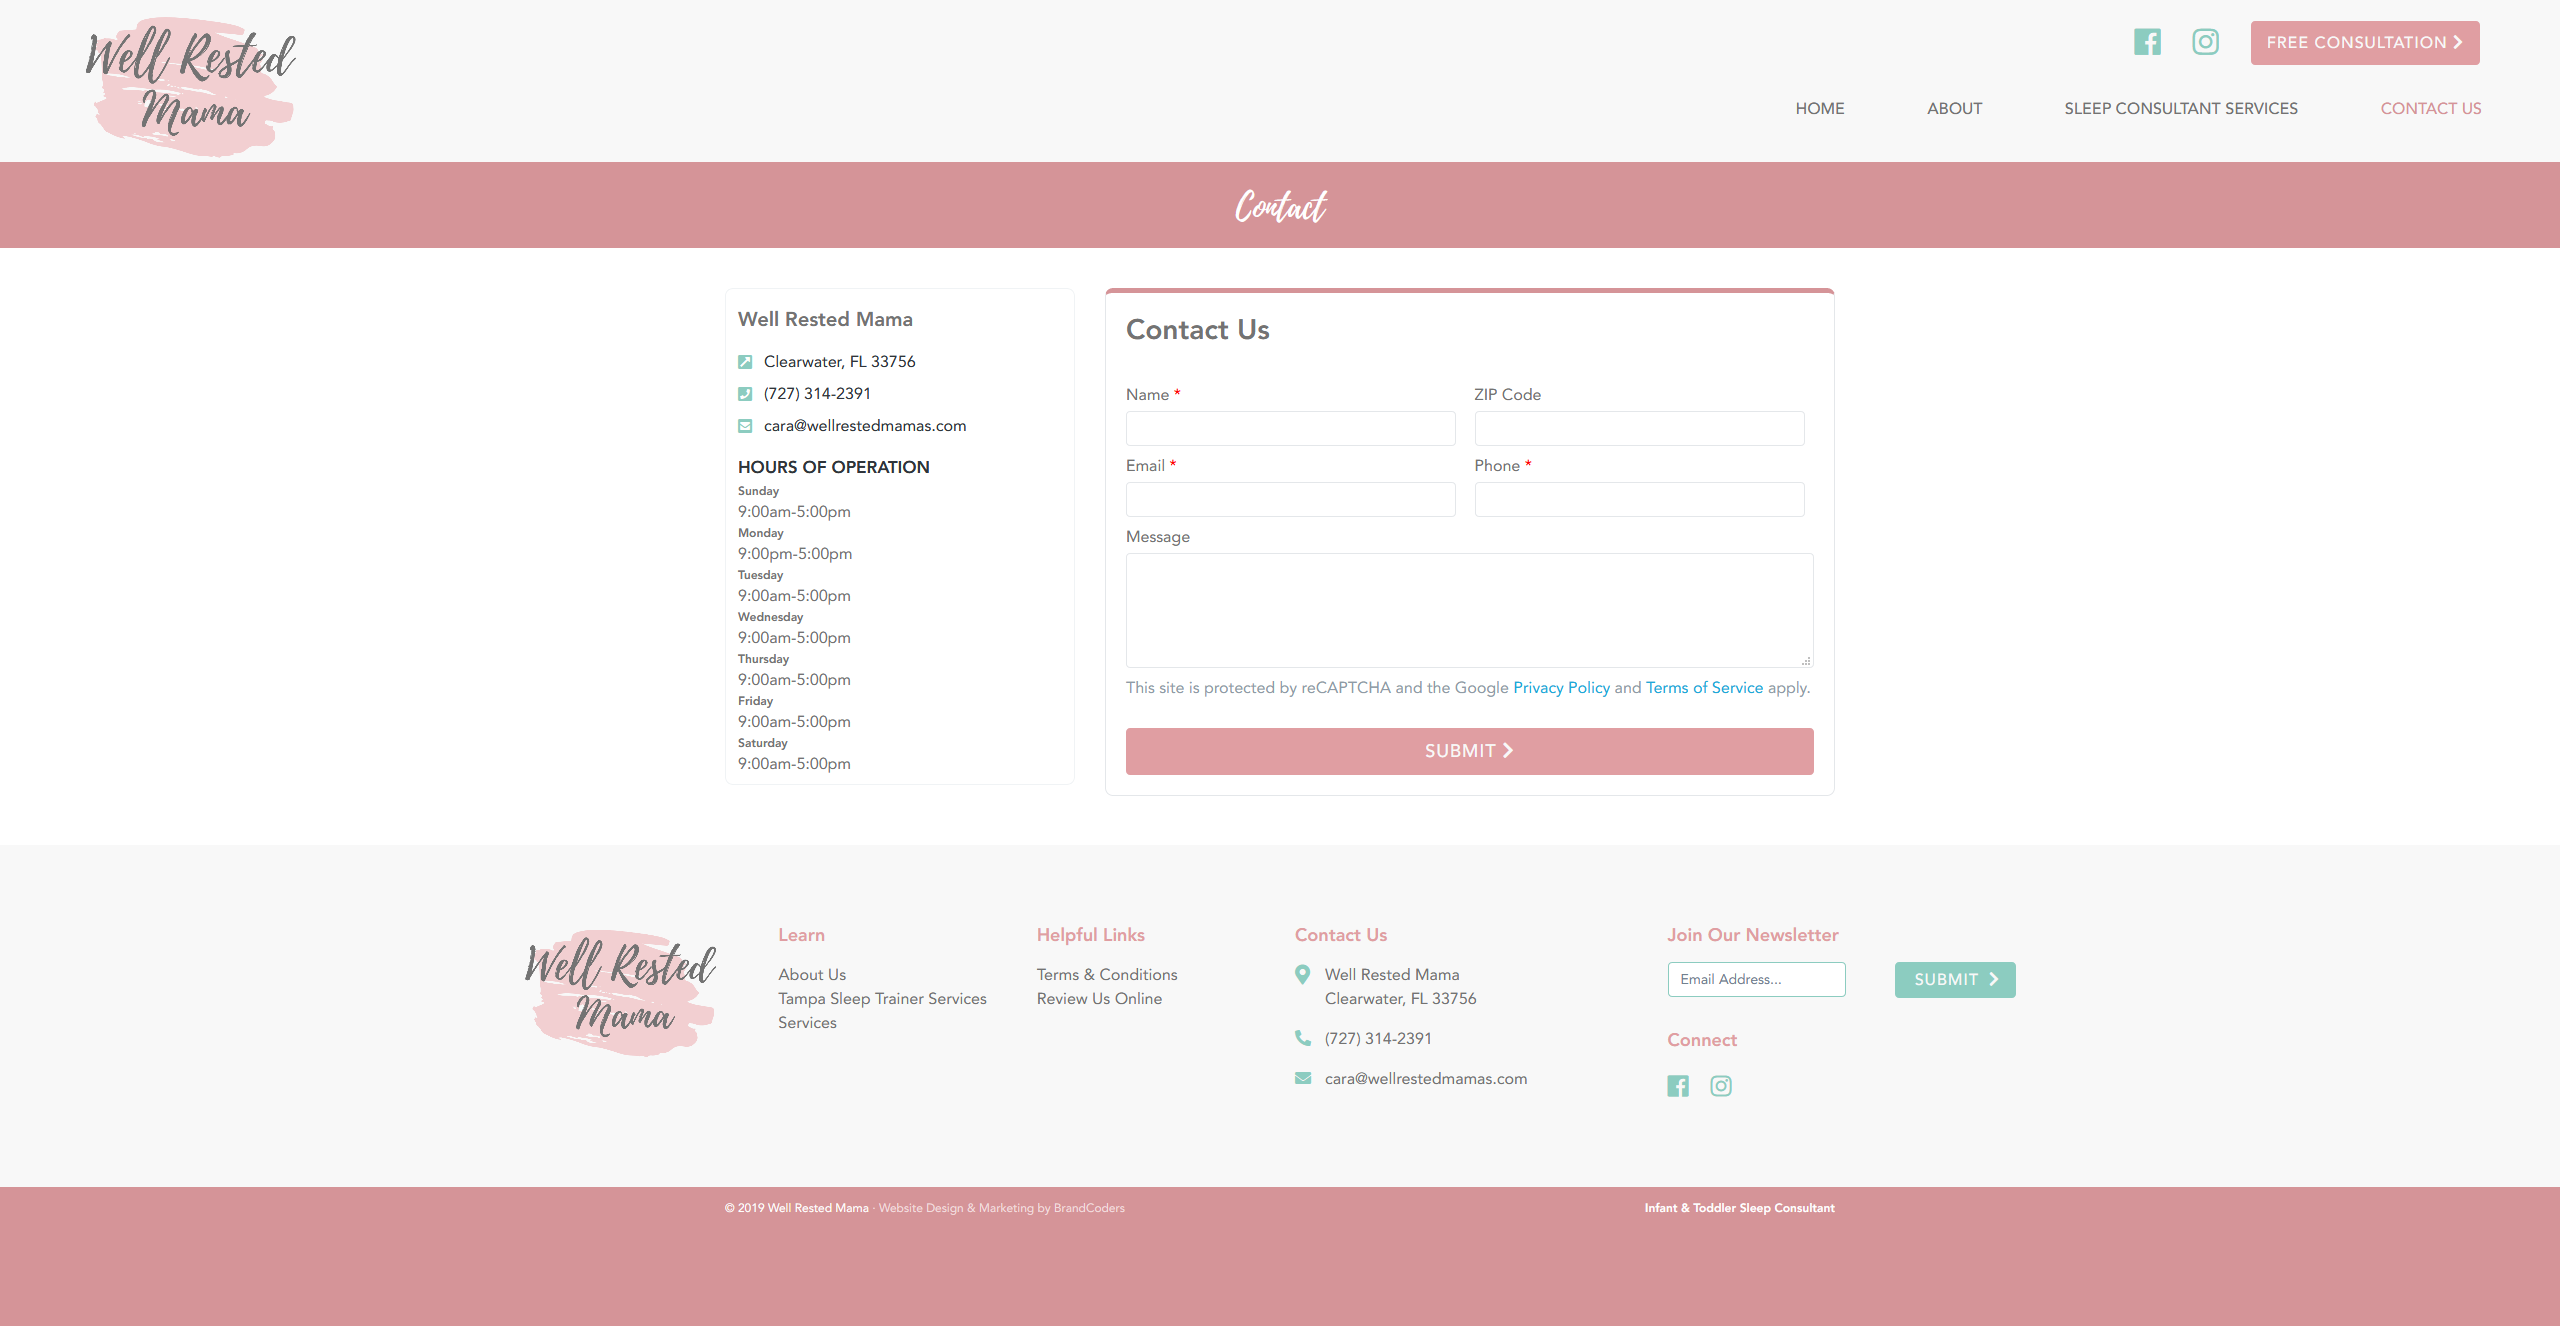 Well Rested
Mama
FREE CONSULTATION
HOME ABOUT SLEEP CONSULTANT SERVICES CONTACT US
Contact
Well Rested Mama
Clearwater, FL 33756
(727) 314-2391
cara@wellrestedmamas.com
HOURS OF OPERATION
Sunday
9:00am-5:00pm
Monday
9:00pm-5:00pm
Tuesday
9:00am-5:00pm
Wednesday
9:00am-5:00pm
Thursday
9:00am-5:00pm
Friday
9:00am-5:00pm
Saturday
9:00am-5:00pm
Contact Us
Name * ZIP Code
Email * Phone *
Message
This site is protected by reCAPTCHA and the Google Privacy Policy and Terms of Service apply.
SUBMIT
Well Rested
Mama
Learn
About Us
Tampa Sleep Trainer Services
Services
Helpful Links
Terms & Conditions
Review Us Online
Contact Us
Well Rested Mama
Clearwater, FL 33756
(727) 314-2391
cara@wellrestedmamas.com
Join Our Newsletter
Email Address... SUBMIT
Connect
© 2019 Well Rested Mama · Website Design & Marketing by BrandCoders
Infant & Toddler Sleep Consultant